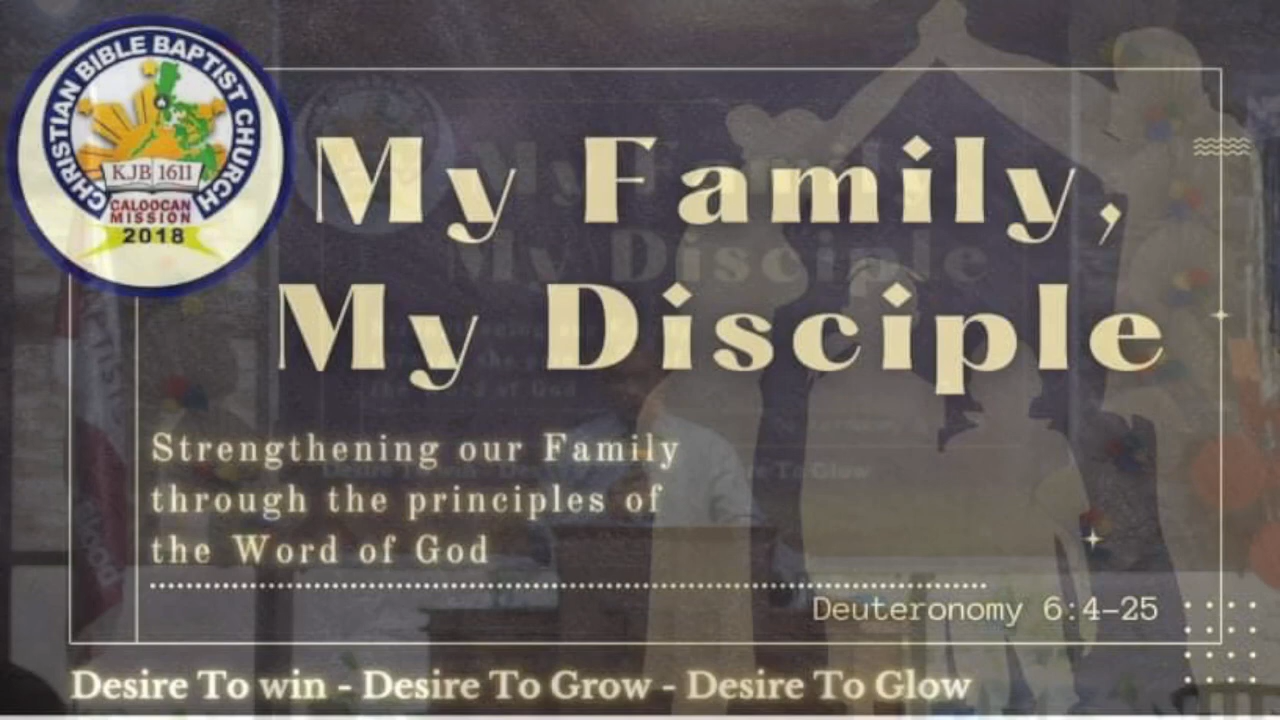 CHRISTIAN BIBLE BAPTIST CHURCH
KJB 1611
CALOOCAN
MISSION
2018
My Family,
My Disciple
Strengthening our Family
through the principles of
the Word of God
Deuteronomy 6:4-25
Desire To win - Desire To Grow - Desire To Glow